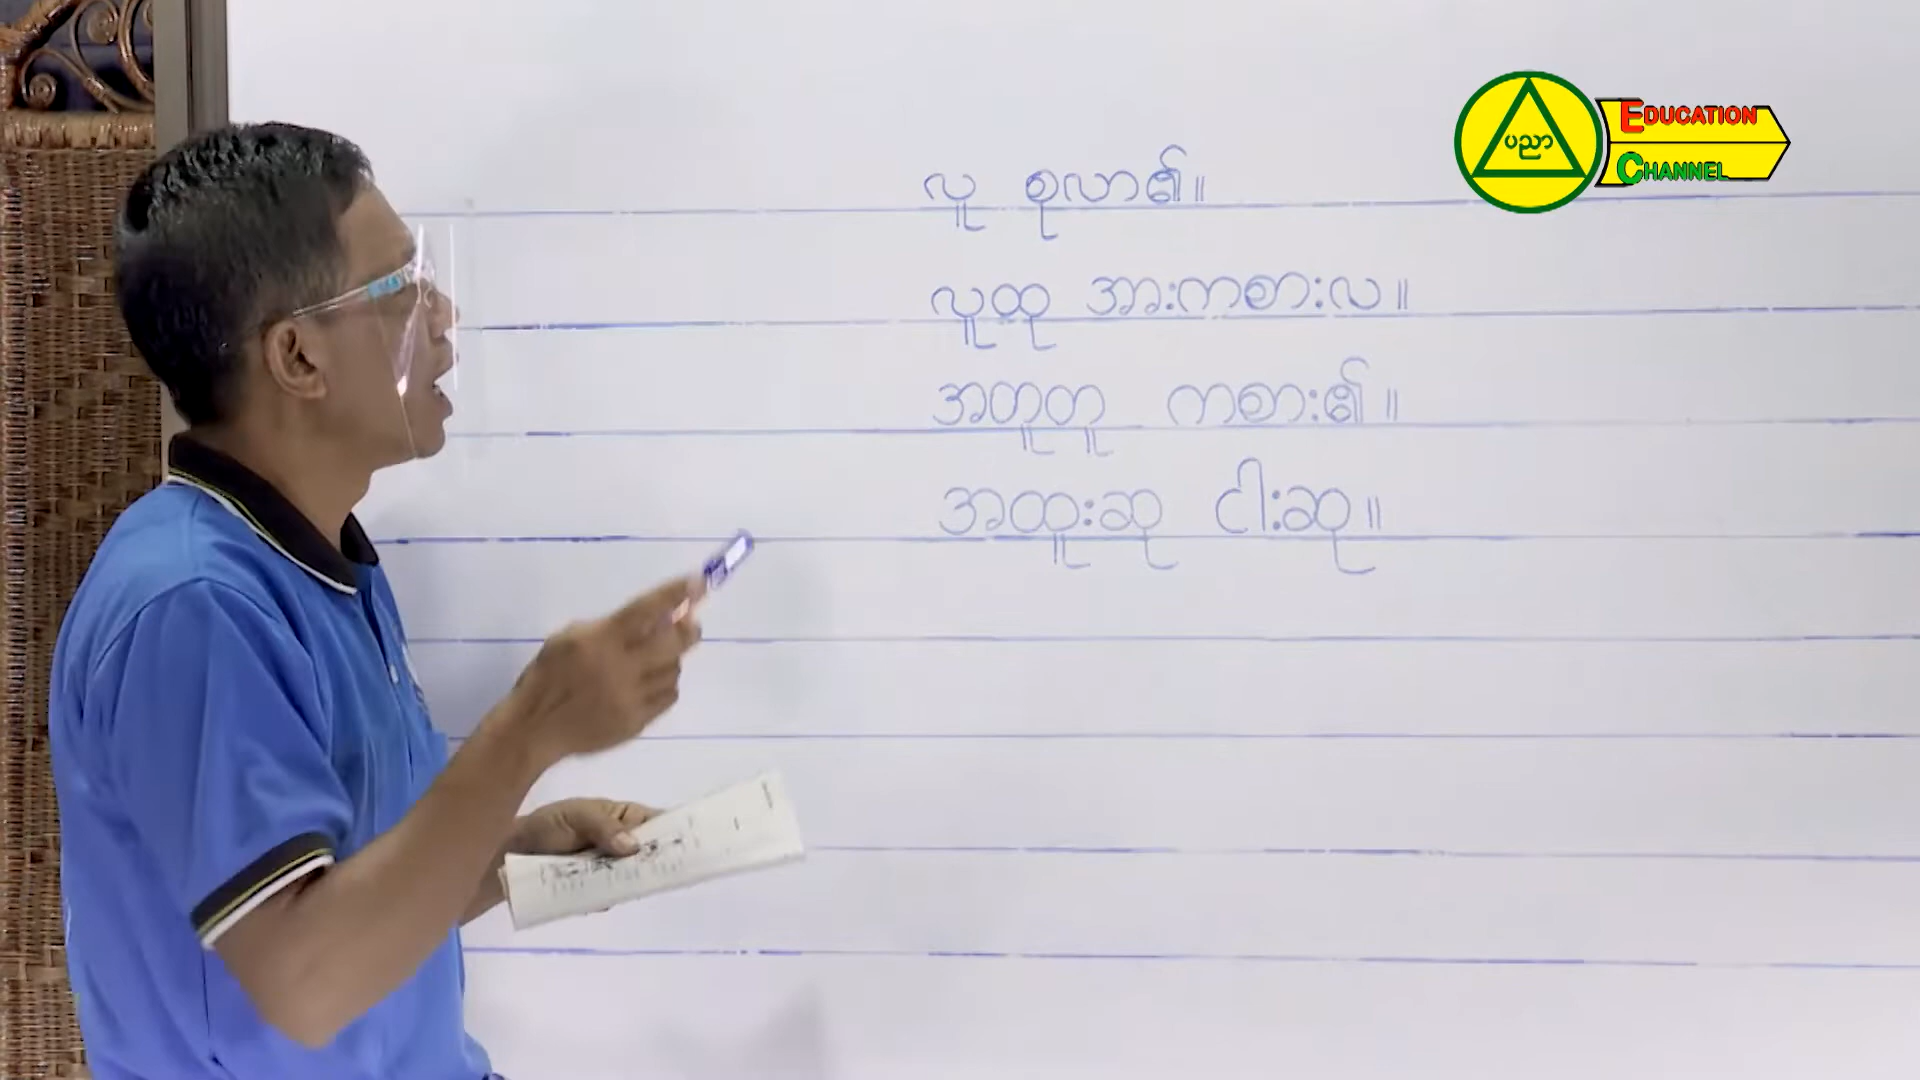 ပညာ
EDUCATION
CHANNEL
လူ စုလာ၏။
လူထု အားကစားလ။
အတူတူ ကစား၏။
အထူးဆု ငါးဆု။